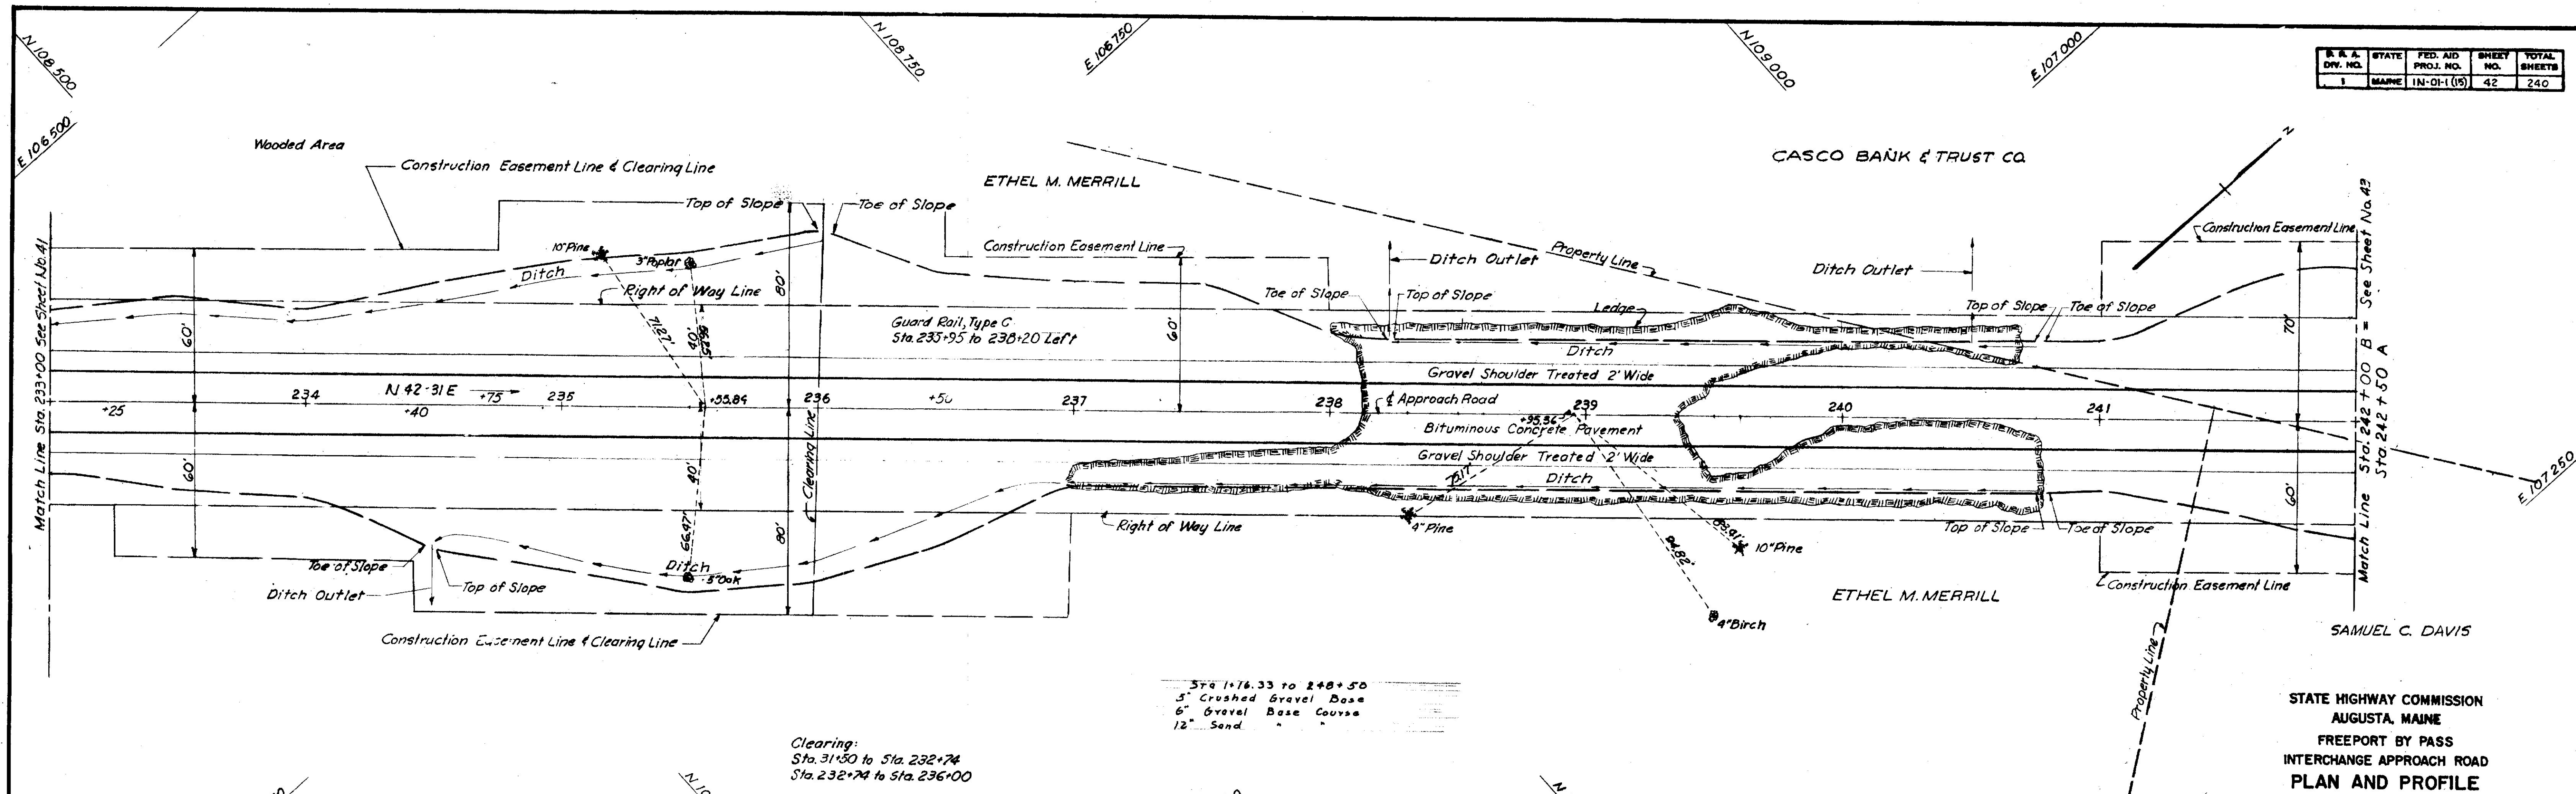 N 108 500
N 108 750
E 106 750
N 109 000
E 107 000
DIV. NO.
STATE
FED. AID PROJ. NO.
SHEET NO.
TOTAL SHEETS
1
MAINE
IN-01-1 (15)
42
240
E 106 500
Wooded Area
Construction Easement Line & Clearing Line
ETHEL M. MERRILL
CASCO BANK & TRUST CO.
N
Top of Slope
Toe of Slope
10" Pine
3" Poplar
Ditch
Right of Way Line
Construction Easement Line
Ditch Outlet
Property Line
Ditch Outlet
Construction Easement Line
Toe of Slope
Top of Slope
Ledge
Top of Slope
Toe of Slope
Match Line Sta. 233+00 See Sheet No. 41
60'
71.27'
40'
80'
Guard Rail, Type C
Sta. 235+95 to 238+20 Left
60'
Ditch
70'
Gravel Shoulder Treated 2' Wide
N 42-31 E
+25
234
+40
+75
235
+55.84
236
+50
237
238
℄ Approach Road
239
+95.36
240
241
Bituminous Concrete Pavement
Gravel Shoulder Treated 2' Wide
Ditch
60'
40'
66.47'
80'
Clearing Line
75.17'
Right of Way Line
4" Pine
94.82'
10" Pine
Top of Slope
Toe of Slope
60'
Match Line Sta. 242+00 B = See Sheet No. 43
Sta. 242+50 A
E 107 250
Toe of Slope
Ditch Outlet
Top of Slope
Ditch
5" Oak
Construction Easement Line
ETHEL M. MERRILL
4" Birch
Construction Easement Line & Clearing Line
Property Line
SAMUEL C. DAVIS
Sta 1+76.33 to 248+50
5" Crushed Gravel Base
6" Gravel Base Course
12" Sand " "
Clearing:
Sta. 31+50 to Sta. 232+74
Sta. 232+74 to Sta. 236+00
STATE HIGHWAY COMMISSION
AUGUSTA, MAINE
FREEPORT BY PASS
INTERCHANGE APPROACH ROAD
PLAN AND PROFILE